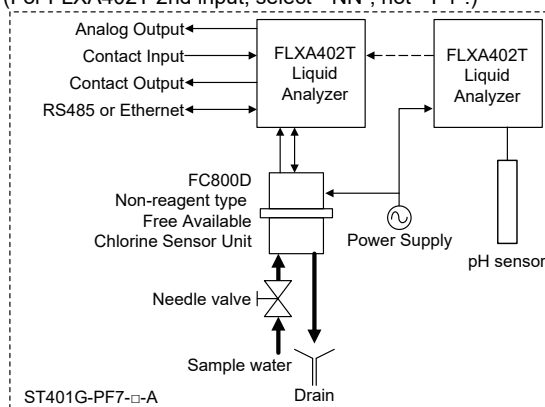 (For FLXA402T 2nd input, select "-NN", not
Analog Output
Contact Input
Contact Output
RS485 or Ethernet
FLXA402T
Liquid
Analyzer
FLXA402T
Liquid
Analyzer
FC800D
Non-reagent type
Free Available
Chlorine Sensor Unit
Power Supply
pH sensor
Needle valve
Sample water
Drain
ST401G-PF7-□-A